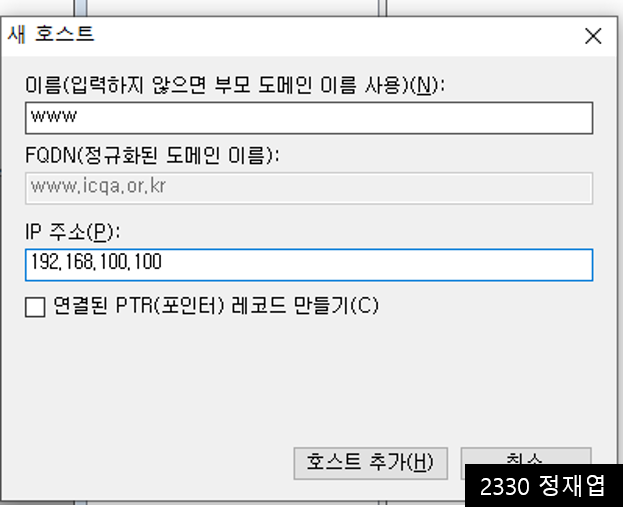 새 호스트
이름(입력하지 않으면 부모 도메인 이름 사용)(N):
www
FQDN(정규화된 도메인 이름):
www.icqa.or.kr
IP 주소(P):
192.168.100.100
연결된 PTR(포인터) 레코드 만들기(C)
호스트 추가(H)
취소
2330 정재엽